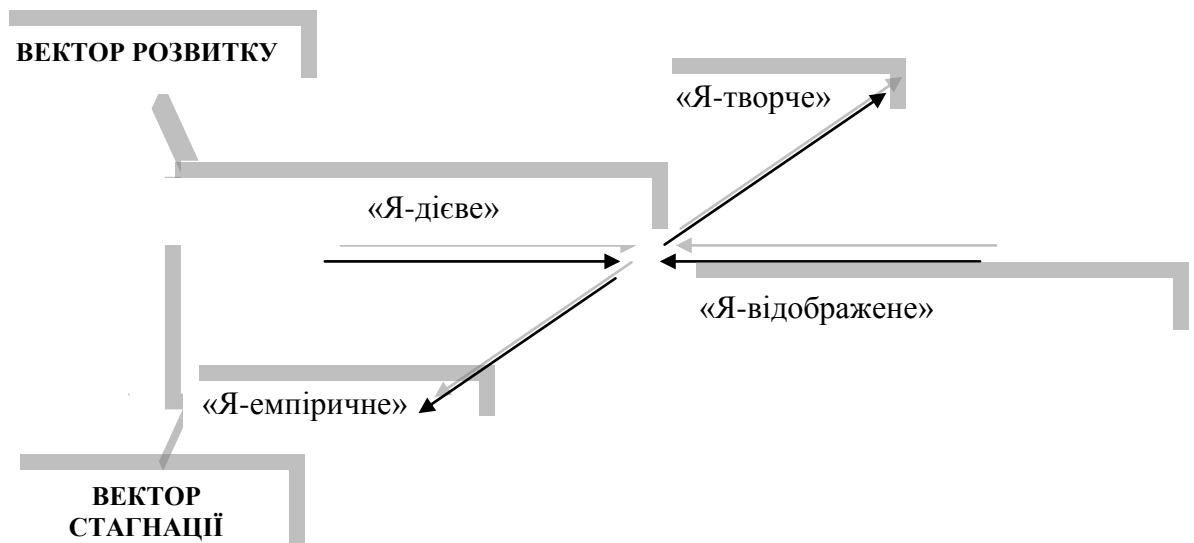 ВЕКТОР РОЗВИТКУ
«Я-творче»
«Я-дієве»
«Я-відображене»
«Я-емпіричне»
ВЕКТОР
СТАГНАЦІЇ